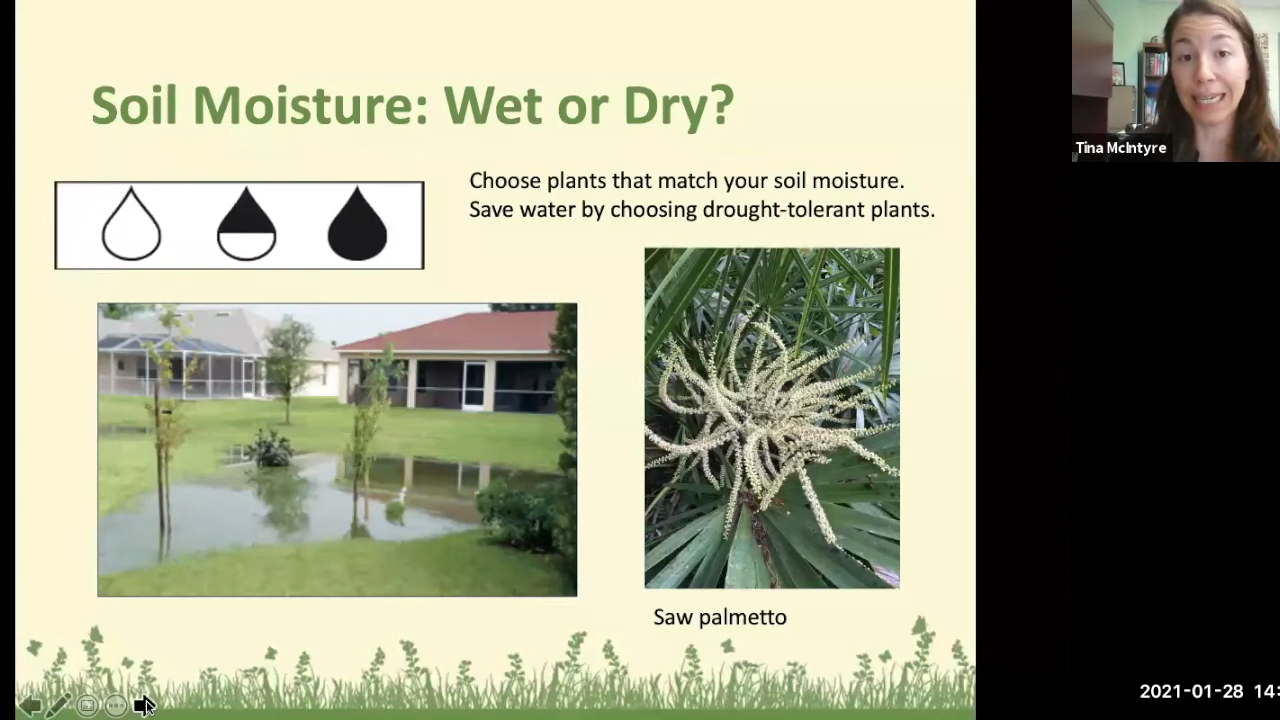 Soil Moisture: Wet or Dry?
Choose plants that match your soil moisture.
Save water by choosing drought-tolerant plants.
Saw palmetto
Tina McIntyre
2021-01-28 14: